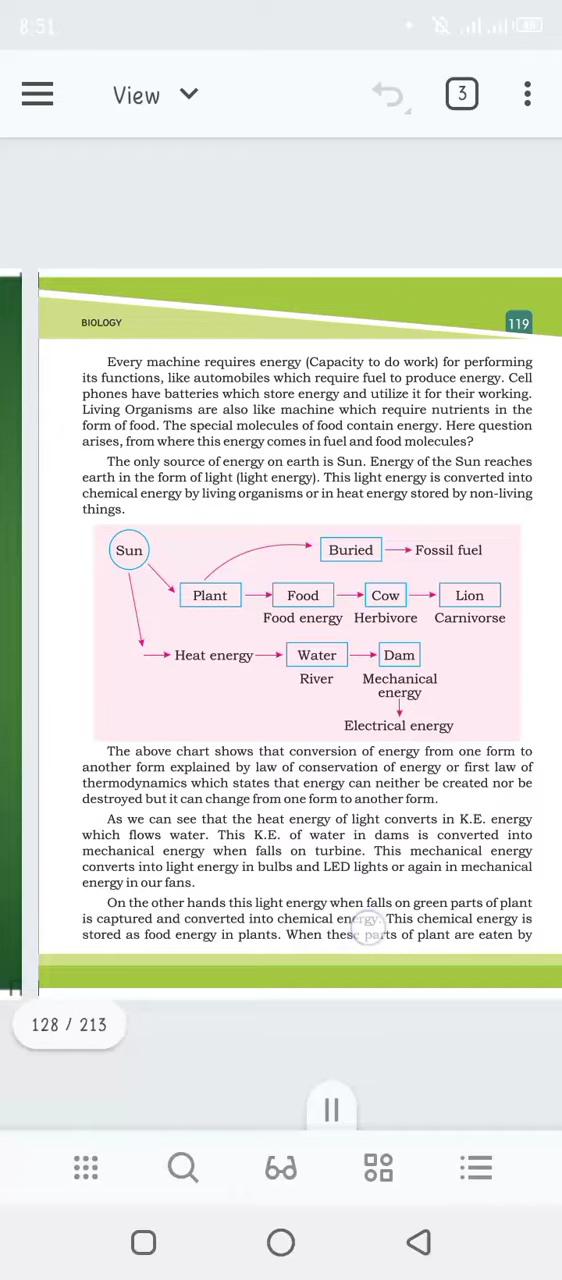 8:51
View
3
BIOLOGY
119
Every machine requires energy (Capacity to do work) for performing
its functions, like automobiles which require fuel to produce energy. Cell
phones have batteries which store energy and utilize it for their working.
Living Organisms are also like machine which require nutrients in the
form of food. The special molecules of food contain energy. Here question
arises, from where this energy comes in fuel and food molecules?
The only source of energy on earth is Sun. Energy of the Sun reaches
earth in the form of light (light energy). This light energy is converted into
chemical energy by living organisms or in heat energy stored by non-living
things.
Sun
Buried
Fossil fuel
Plant
Food
Cow
Lion
Food energy
Herbivore
Carnivorse
Heat energy
Water
Dam
River
Mechanical
energy
Electrical energy
The above chart shows that conversion of energy from one form to
another form explained by law of conservation of energy or first law of
thermodynamics which states that energy can neither be created nor be
destroyed but it can change from one form to another form.
As we can see that the heat energy of light converts in K.E. energy
which flows water. This K.E. of water in dams is converted into
mechanical energy when falls on turbine. This mechanical energy
converts into light energy in bulbs and LED lights or again in mechanical
energy in our fans.
On the other hands this light energy when falls on green parts of plant
is captured and converted into chemical energy. This chemical energy is
stored as food energy in plants. When these parts of plant are eaten by
128 / 213